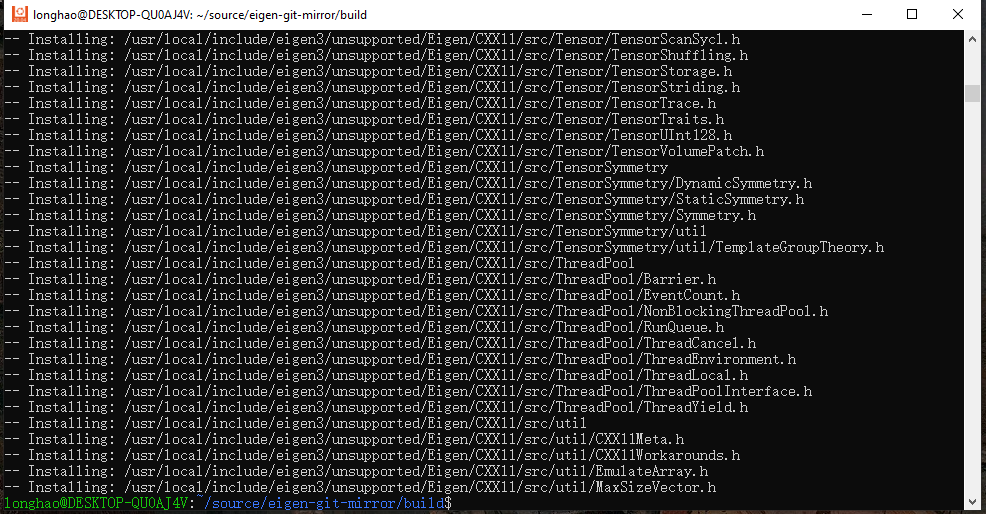 longhao@DESKTOP-QU0AJ4V: ~/source/eigen-git-mirror/build
-- Installing: /usr/local/include/eigen3/unsupported/Eigen/CXX11/src/Tensor/TensorScanSycl.h
-- Installing: /usr/local/include/eigen3/unsupported/Eigen/CXX11/src/Tensor/TensorShuffling.h
-- Installing: /usr/local/include/eigen3/unsupported/Eigen/CXX11/src/Tensor/TensorStorage.h
-- Installing: /usr/local/include/eigen3/unsupported/Eigen/CXX11/src/Tensor/TensorStriding.h
-- Installing: /usr/local/include/eigen3/unsupported/Eigen/CXX11/src/Tensor/TensorTrace.h
-- Installing: /usr/local/include/eigen3/unsupported/Eigen/CXX11/src/Tensor/TensorTraits.h
-- Installing: /usr/local/include/eigen3/unsupported/Eigen/CXX11/src/Tensor/TensorUInt128.h
-- Installing: /usr/local/include/eigen3/unsupported/Eigen/CXX11/src/Tensor/TensorVolumePatch.h
-- Installing: /usr/local/include/eigen3/unsupported/Eigen/CXX11/src/TensorSymmetry
-- Installing: /usr/local/include/eigen3/unsupported/Eigen/CXX11/src/TensorSymmetry/DynamicSymmetry.h
-- Installing: /usr/local/include/eigen3/unsupported/Eigen/CXX11/src/TensorSymmetry/StaticSymmetry.h
-- Installing: /usr/local/include/eigen3/unsupported/Eigen/CXX11/src/TensorSymmetry/Symmetry.h
-- Installing: /usr/local/include/eigen3/unsupported/Eigen/CXX11/src/TensorSymmetry/util
-- Installing: /usr/local/include/eigen3/unsupported/Eigen/CXX11/src/TensorSymmetry/util/TemplateGroupTheory.h
-- Installing: /usr/local/include/eigen3/unsupported/Eigen/CXX11/src/ThreadPool
-- Installing: /usr/local/include/eigen3/unsupported/Eigen/CXX11/src/ThreadPool/Barrier.h
-- Installing: /usr/local/include/eigen3/unsupported/Eigen/CXX11/src/ThreadPool/EventCount.h
-- Installing: /usr/local/include/eigen3/unsupported/Eigen/CXX11/src/ThreadPool/NonBlockingThreadPool.h
-- Installing: /usr/local/include/eigen3/unsupported/Eigen/CXX11/src/ThreadPool/RunQueue.h
-- Installing: /usr/local/include/eigen3/unsupported/Eigen/CXX11/src/ThreadPool/ThreadCancel.h
-- Installing: /usr/local/include/eigen3/unsupported/Eigen/CXX11/src/ThreadPool/ThreadEnvironment.h
-- Installing: /usr/local/include/eigen3/unsupported/Eigen/CXX11/src/ThreadPool/ThreadLocal.h
-- Installing: /usr/local/include/eigen3/unsupported/Eigen/CXX11/src/ThreadPool/ThreadPoolInterface.h
-- Installing: /usr/local/include/eigen3/unsupported/Eigen/CXX11/src/ThreadPool/ThreadYield.h
-- Installing: /usr/local/include/eigen3/unsupported/Eigen/CXX11/src/util
-- Installing: /usr/local/include/eigen3/unsupported/Eigen/CXX11/src/util/CXX11Meta.h
-- Installing: /usr/local/include/eigen3/unsupported/Eigen/CXX11/src/util/CXX11Workarounds.h
-- Installing: /usr/local/include/eigen3/unsupported/Eigen/CXX11/src/util/EmulateArray.h
-- Installing: /usr/local/include/eigen3/unsupported/Eigen/CXX11/src/util/MaxSizeVector.h
longhao@DESKTOP-QU0AJ4V:~/source/eigen-git-mirror/build$